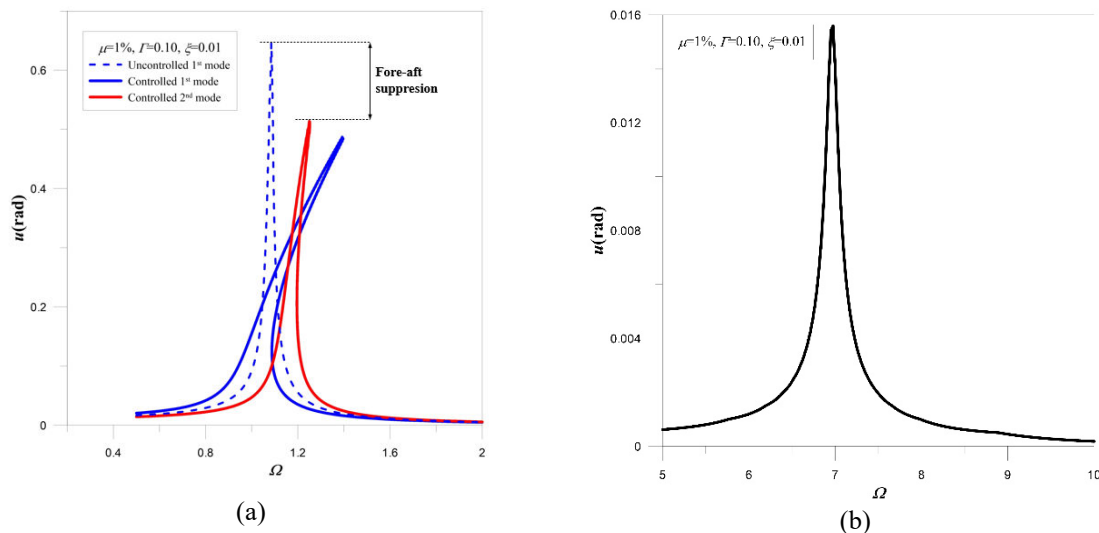 μ=1%, Γ=0.10, ξ=0.01
Uncontrolled 1st mode
Controlled 1st mode
Controlled 2nd mode
Fore-aft
suppresion
0.6
0.4
0.2
0
u(rad)
0.4
0.8
1.2
1.6
2
Ω
(a)
0.016
μ=1%, Γ=0.10, ξ=0.01
0.012
0.008
0.004
0
u(rad)
5
6
7
8
9
10
Ω
(b)